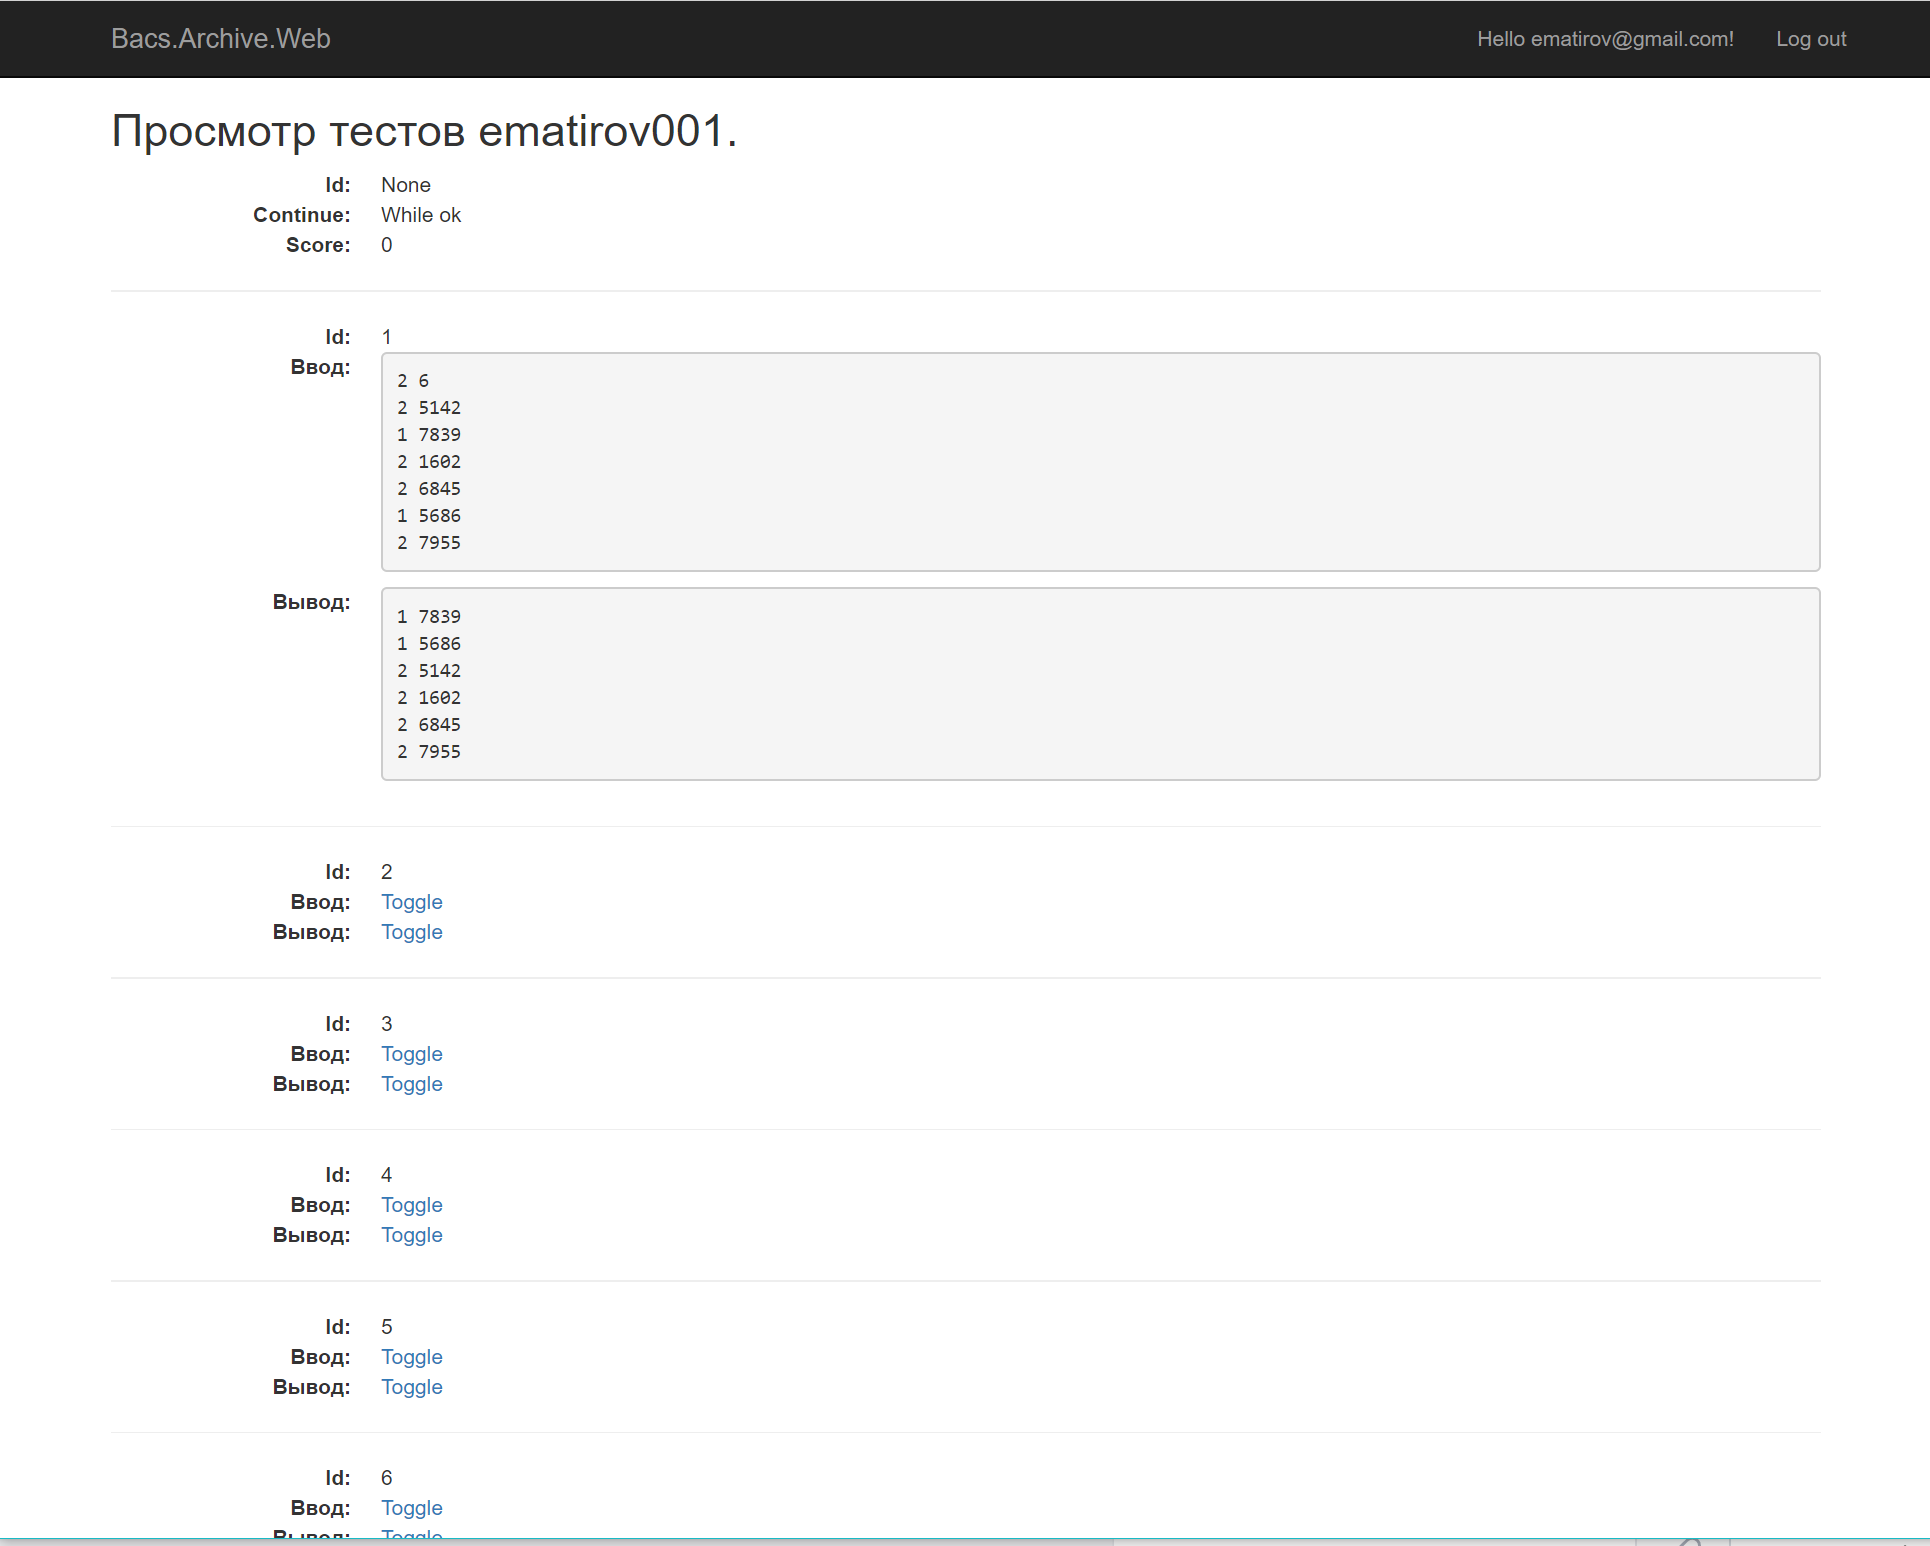 Bacs.Archive.Web Hello ematirov@gmail.com! Log out
Просмотр тестов ematirov001.
Id: None
Continue: While ok
Score: 0
Id: 1
Ввод:
2 6
2 5142
1 7839
2 1602
2 6845
1 5686
2 7955
Вывод:
1 7839
1 5686
2 5142
2 1602
2 6845
2 7955
Id: 2
Ввод: Toggle
Вывод: Toggle
Id: 3
Ввод: Toggle
Вывод: Toggle
Id: 4
Ввод: Toggle
Вывод: Toggle
Id: 5
Ввод: Toggle
Вывод: Toggle
Id: 6
Ввод: Toggle
Вывод: Toggle